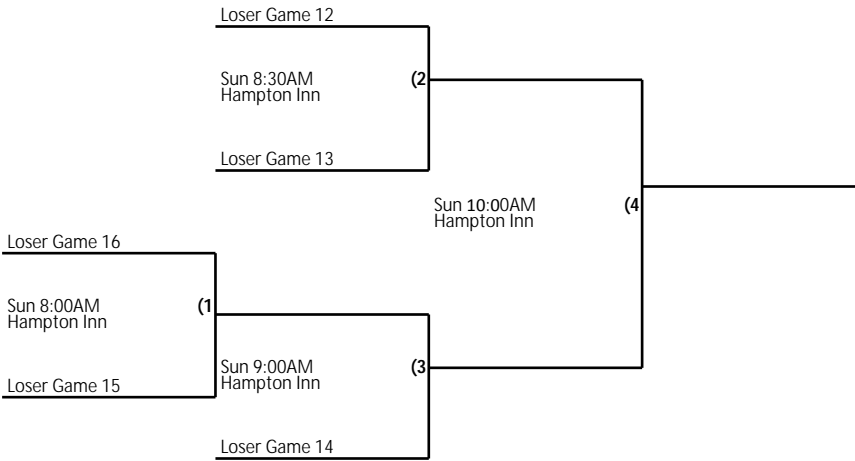 Loser Game 12
Sun 8:30AM
Hampton Inn
(2
Loser Game 13
Sun 10:00AM
Hampton Inn
(4
Loser Game 16
Sun 8:00AM
Hampton Inn
(1
Sun 9:00AM
Hampton Inn
(3
Loser Game 15
Loser Game 14